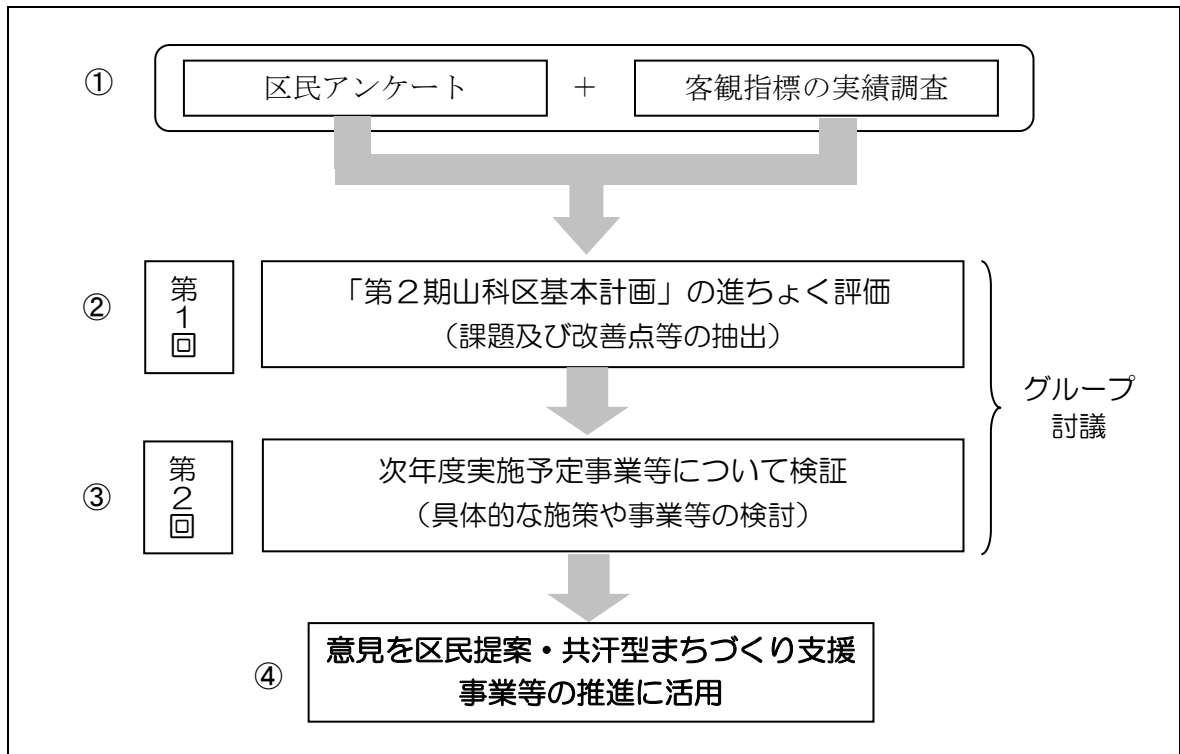 ①
区民アンケート + 客観指標の実績調査
②
第1回
「第2期山科区基本計画」の進ちょく評価
(課題及び改善点等の抽出)
③
第2回
次年度実施予定事業等について検証
(具体的な施策や事業等の検討)
グループ
討議
④
意見を区民提案・共汗型まちづくり支援
事業等の推進に活用